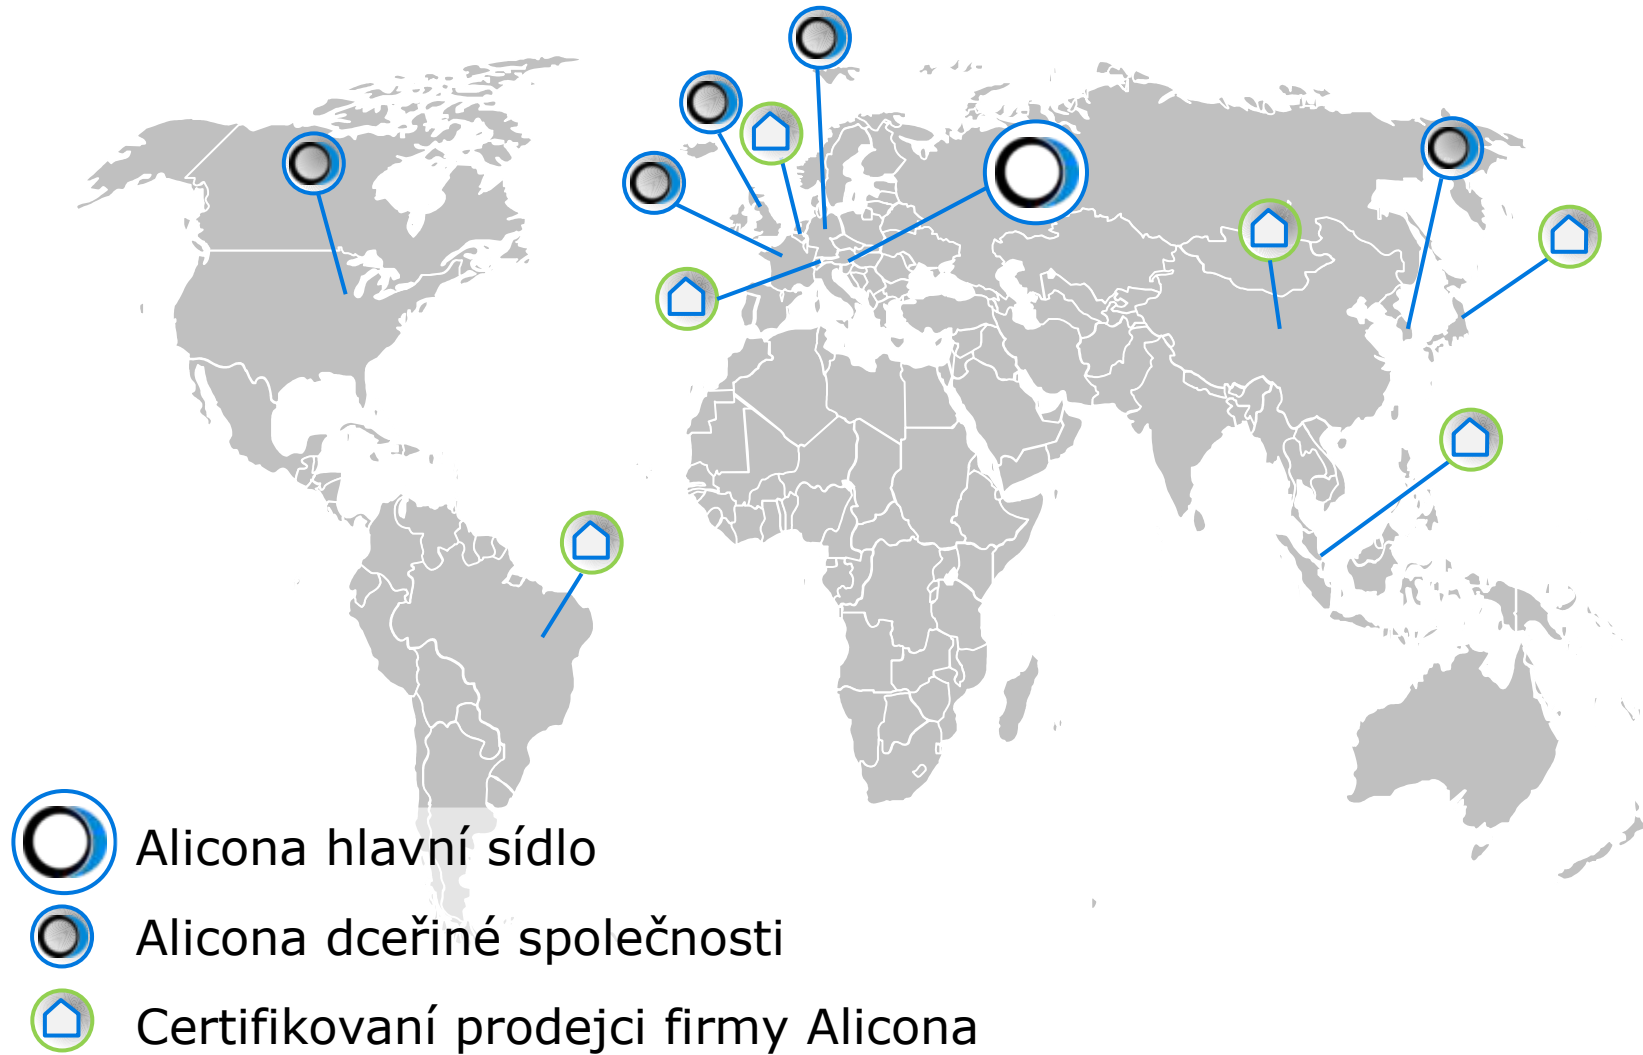 Alicona hlavní sídlo
Alicona dceřiné společnosti
Certifikovaní prodejci firmy Alicona